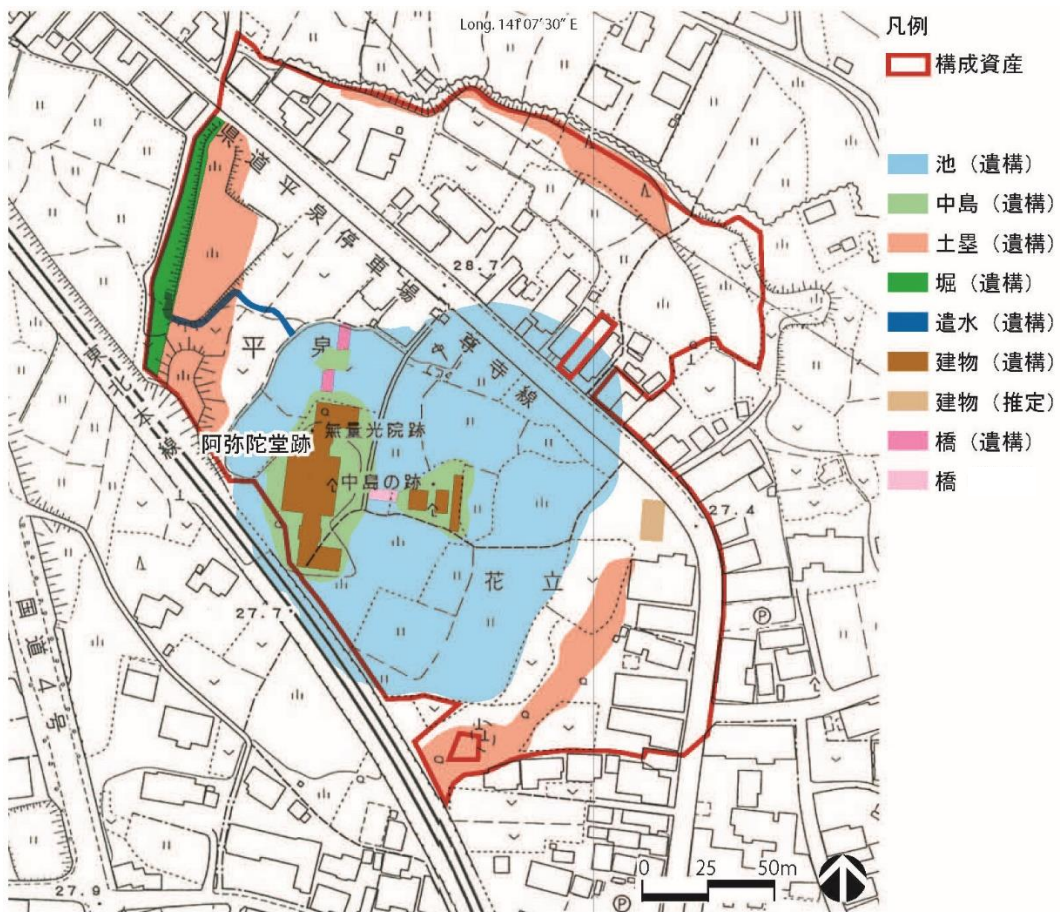 Long. 141°07'30" E
凡例
構成資産
池（遺構）
中島（遺構）
土塁（遺構）
堀（遺構）
遣水（遺構）
建物（遺構）
建物（推定）
橋（遺構）
橋
県道平泉停車場中尊寺線
28.7
平泉
無量光院跡
阿弥陀堂跡
中島の跡
東北本線
27.4
花立
27.7
国道4号
P
27.9
P
0 25 50m